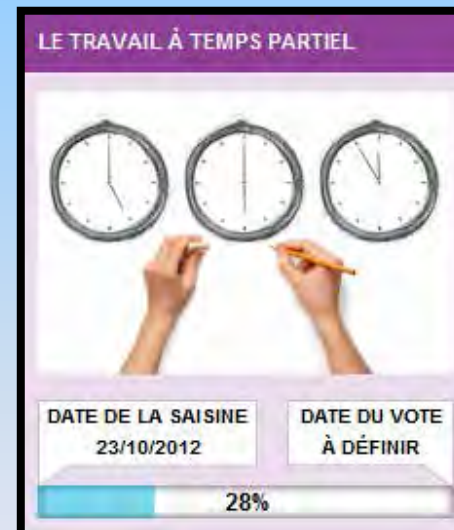 LE TRAVAIL À TEMPS PARTIEL
DATE DE LA SAISINE
23/10/2012
DATE DU VOTE
À DÉFINIR
28%